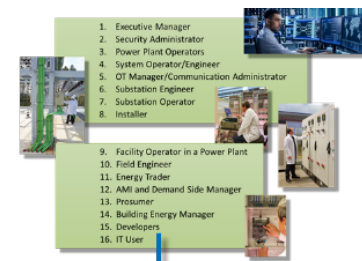 1. Executive Manager
2. Security Administrator
3. Power Plant Operators
4. System Operator/Engineer
5. OT Manager/Communication Administrator
6. Substation Engineer
7. Substation Operator
8. Installer
9. Facility Operator in a Power Plant
10. Field Engineer
11. Energy Trader
12. AMI and Demand Side Manager
13. Prosumer
14. Building Energy Manager
15. Developers
16. IT User